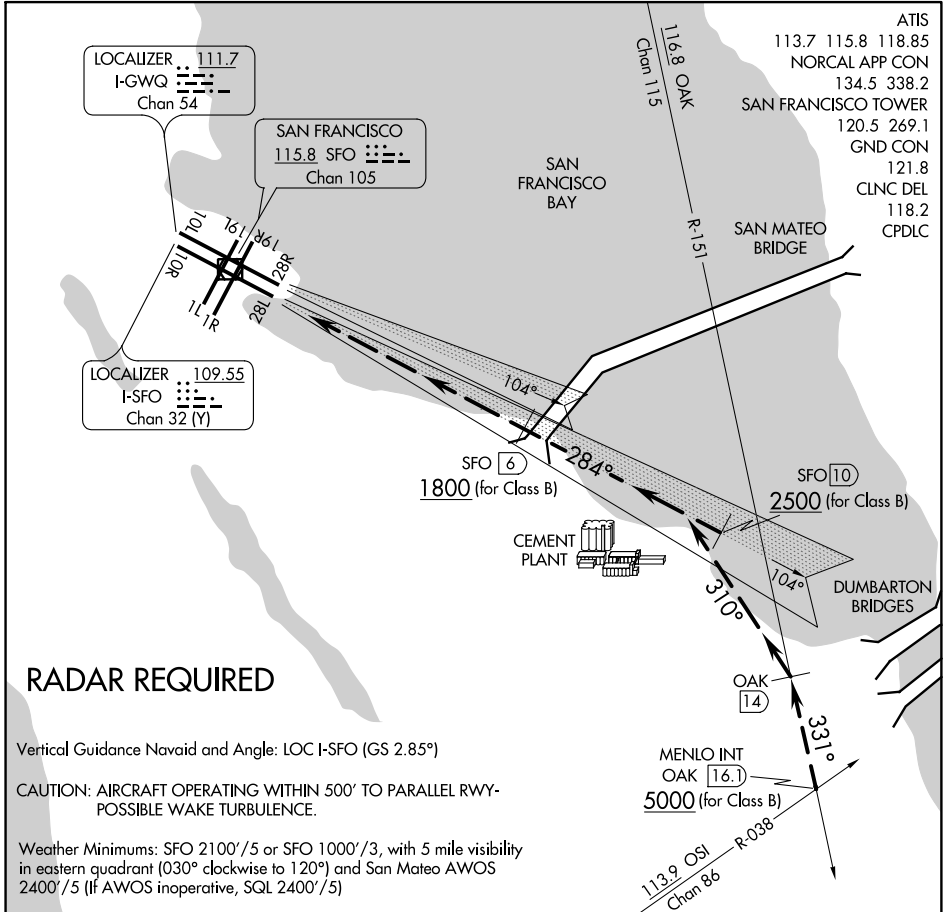 ATIS
113.7 115.8 118.85
NORCAL APP CON
134.5 338.2
SAN FRANCISCO TOWER
120.5 269.1
GND CON
121.8
CLNC DEL
118.2
CPDLC
LOCALIZER 111.7
I-GWQ
Chan 54
SAN FRANCISCO
115.8 SFO
Chan 105
116.8 OAK
Chan 115
SAN
FRANCISCO
BAY
R-151
SAN MATEO
BRIDGE
10L
19L
19R
28R
10R
1L
1R
28L
LOCALIZER 109.55
I-SFO
Chan 32 (Y)
104°
284°
SFO 6
1800 (for Class B)
SFO 10
2500 (for Class B)
CEMENT
PLANT
104°
310°
DUMBARTON
BRIDGES
RADAR REQUIRED
OAK
14
331°
MENLO INT
OAK 16.1
5000 (for Class B)
R-038
113.9 OSI
Chan 86
Vertical Guidance Navaid and Angle: LOC I-SFO (GS 2.85°)
CAUTION: AIRCRAFT OPERATING WITHIN 500' TO PARALLEL RWY-
POSSIBLE WAKE TURBULENCE.
Weather Minimums: SFO 2100'/5 or SFO 1000'/3, with 5 mile visibility
in eastern quadrant (030° clockwise to 120°) and San Mateo AWOS
2400'/5 (If AWOS inoperative, SQL 2400'/5)